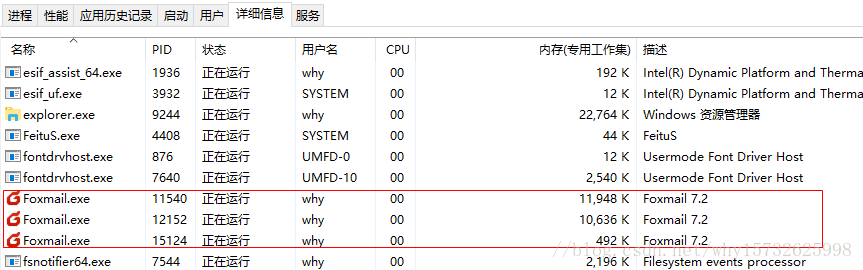 进程 性能 应用历史记录 启动 用户 详细信息 服务
名称 PID 状态 用户名 CPU 内存(专用工作集) 描述
esif_assist_64.exe 1936 正在运行 why 00 192 K Intel(R) Dynamic Platform and Therma
esif_uf.exe 3932 正在运行 SYSTEM 00 12 K Intel(R) Dynamic Platform and Therma
explorer.exe 9244 正在运行 why 00 22,764 K Windows 资源管理器
FeituS.exe 4408 正在运行 SYSTEM 00 44 K FeituS
fontdrvhost.exe 876 正在运行 UMFD-0 00 12 K Usermode Font Driver Host
fontdrvhost.exe 7640 正在运行 UMFD-10 00 2,540 K Usermode Font Driver Host
Foxmail.exe 11540 正在运行 why 00 11,948 K Foxmail 7.2
Foxmail.exe 12152 正在运行 why 00 10,636 K Foxmail 7.2
Foxmail.exe 15124 正在运行 why 00 492 K Foxmail 7.2
http://blog.csdn.net/why15732625998
fsnotifier64.exe 7544 正在运行 why 00 2,196 K Filesystem events processor